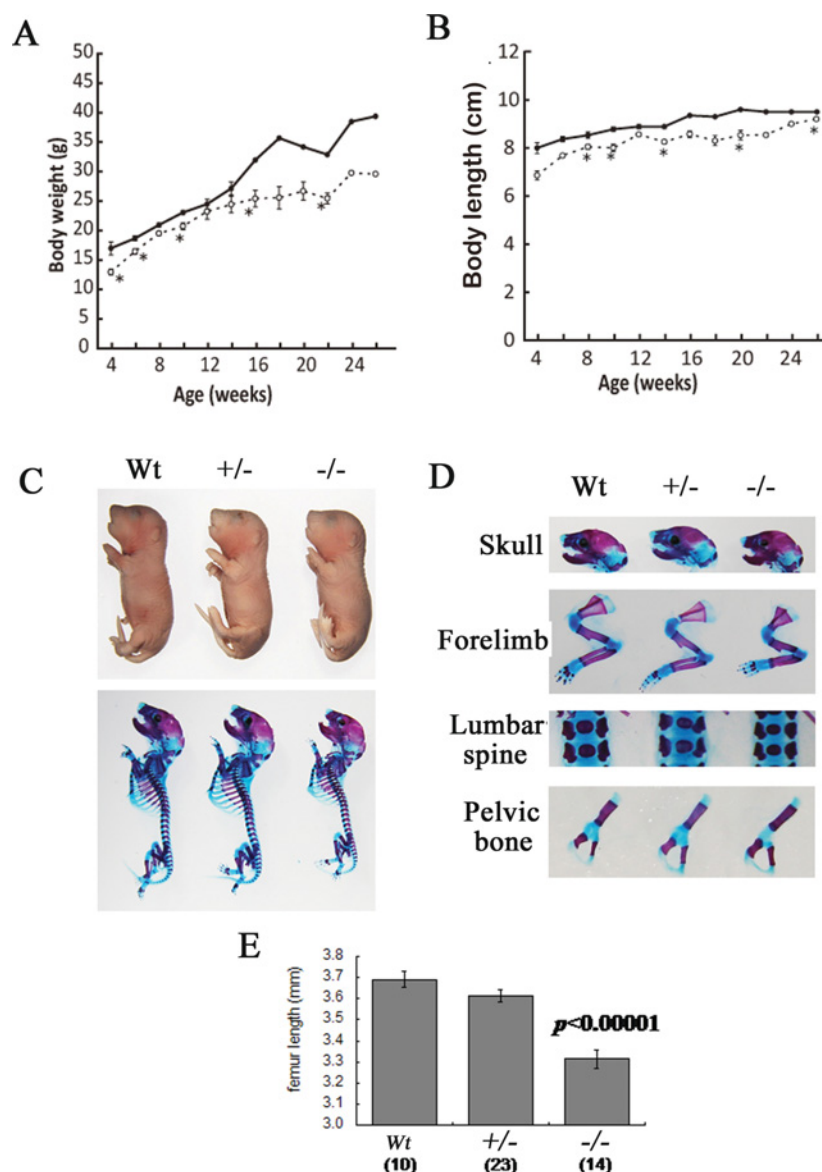 A
50
45
40
35
30
25
20
15
10
5
0
Body weight (g)
*
*
*
*
*
4 8 12 16 20 24
Age (weeks)
B
12
10
8
6
4
2
0
Body length (cm)
*
*
*
*
*
4 8 12 16 20 24
Age (weeks)
C
Wt +/- -/-
D
Wt +/- -/-
Skull
Forelimb
Lumbar
spine
Pelvic
bone
E
3.8
3.7
3.6
3.5
3.4
3.3
3.2
3.1
3.0
femur length (mm)
p<0.00001
Wt +/- -/-
(10) (23) (14)